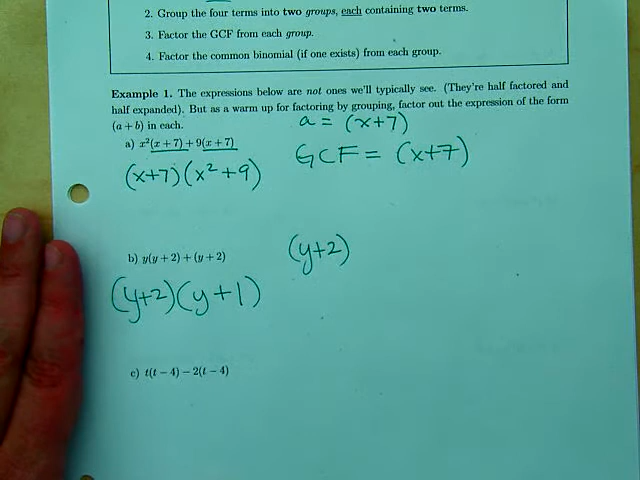 2. Group the four terms into two groups, each containing two terms.
3. Factor the GCF from each group.
4. Factor the common binomial (if one exists) from each group.
Example 1. The expressions below are not ones we'll typically see. (They're half factored and
half expanded). But as a warm up for factoring by grouping, factor out the expression of the form
(a + b) in each.
a = (x+7)
a) x²(x + 7) + 9(x + 7)
GCF = (x+7)
(x+7)(x²+9)
b) y(y + 2) + (y + 2)
(y+2)
(y+2)(y+1)
c) t(t − 4) − 2(t − 4)